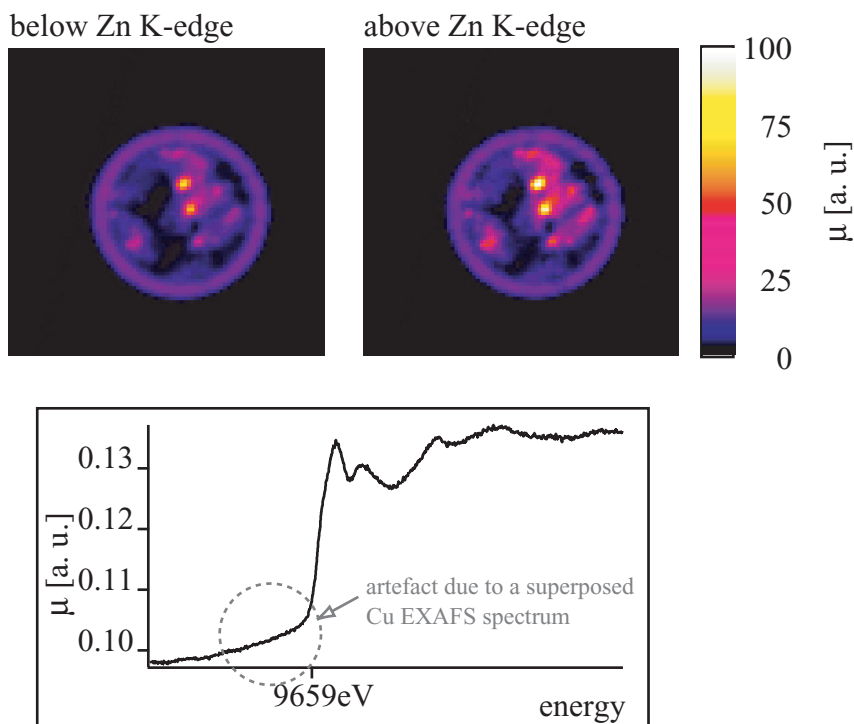 below Zn K-edge
above Zn K-edge
100
75
50
25
0
μ [a. u.]
0.13
0.12
0.11
0.10
μ [a. u.]
artefact due to a superposed
Cu EXAFS spectrum
9659eV
energy